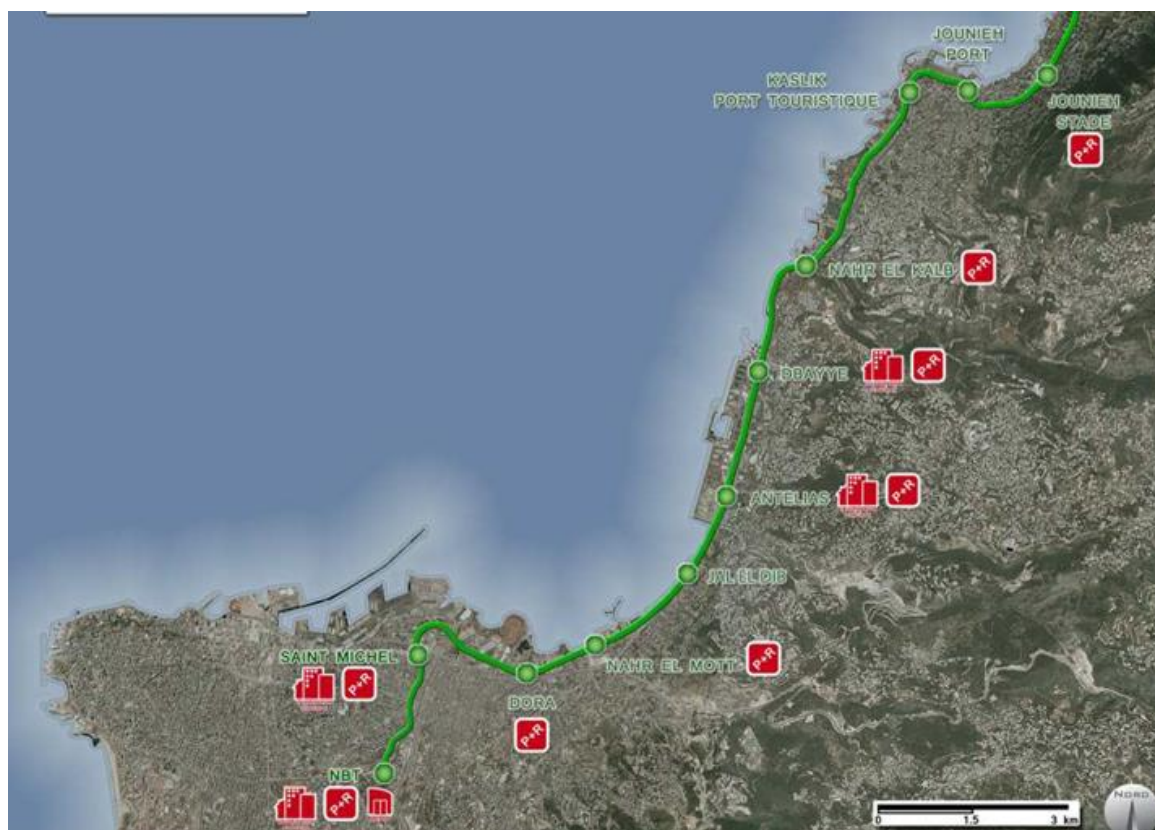 JOUNIEH
PORT
KASLIK
PORT TOURISTIQUE
JOUNIEH
STADE
P+R
NAHR EL KALB
P+R
DBAYYE
P+R
ANTELIAS
P+R
JAL EL DIB
NAHR EL MOTT
P+R
SAINT MICHEL
P+R
DORA
P+R
NBT
P+R
NORD
0 1.5 3 km